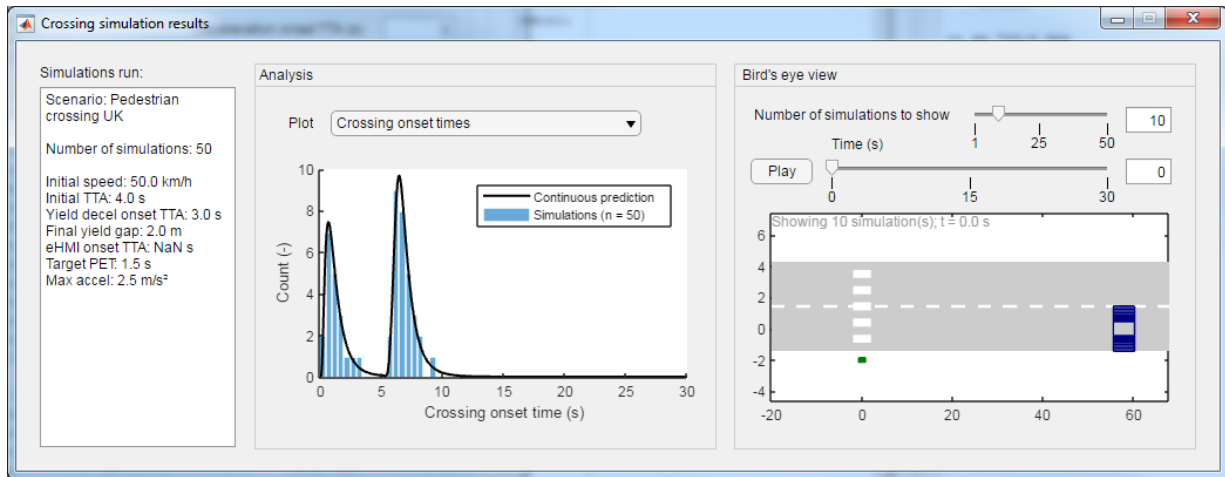 Crossing simulation results
Simulations run:
Scenario: Pedestrian
crossing UK
Number of simulations: 50
Initial speed: 50.0 km/h
Initial TTA: 4.0 s
Yield decel onset TTA: 3.0 s
Final yield gap: 2.0 m
eHMI onset TTA: NaN s
Target PET: 1.5 s
Max accel: 2.5 m/s²
Analysis
Plot Crossing onset times
10
8
6
4
2
0
Count (-)
Continuous prediction
Simulations (n = 50)
0 5 10 15 20 25 30
Crossing onset time (s)
Bird's eye view
Number of simulations to show 10
1 25 50
Time (s)
Play 0
0 15 30
Showing 10 simulation(s); t = 0.0 s
6
4
2
0
-2
-4
-20 0 20 40 60